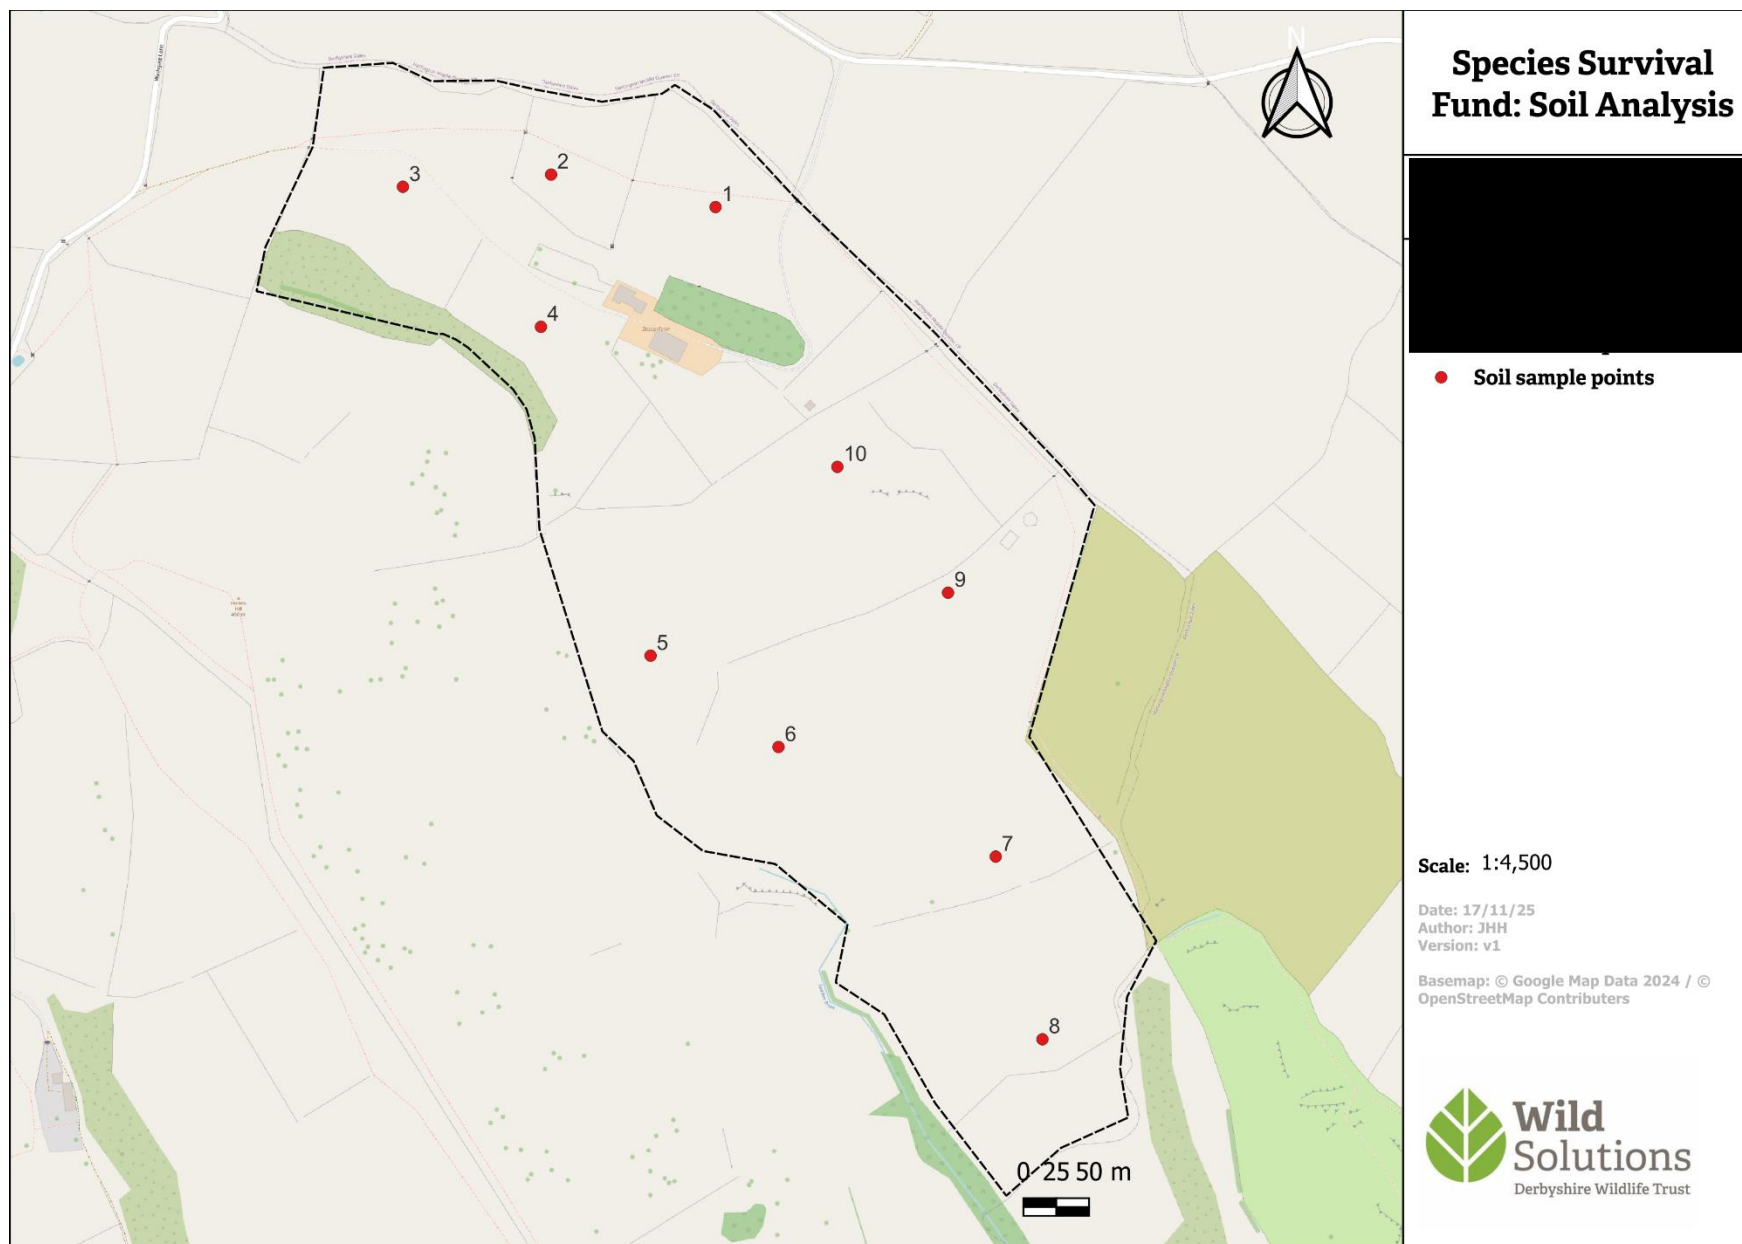 Species Survival
Fund: Soil Analysis
N
Soil sample points
3
2
1
4
10
9
5
6
7
8
0 25 50 m
Scale: 1:4,500
Date: 17/11/25
Author: JHH
Version: v1
Basemap: © Google Map Data 2024 / ©
OpenStreetMap Contributers
Wild
Solutions
Derbyshire Wildlife Trust